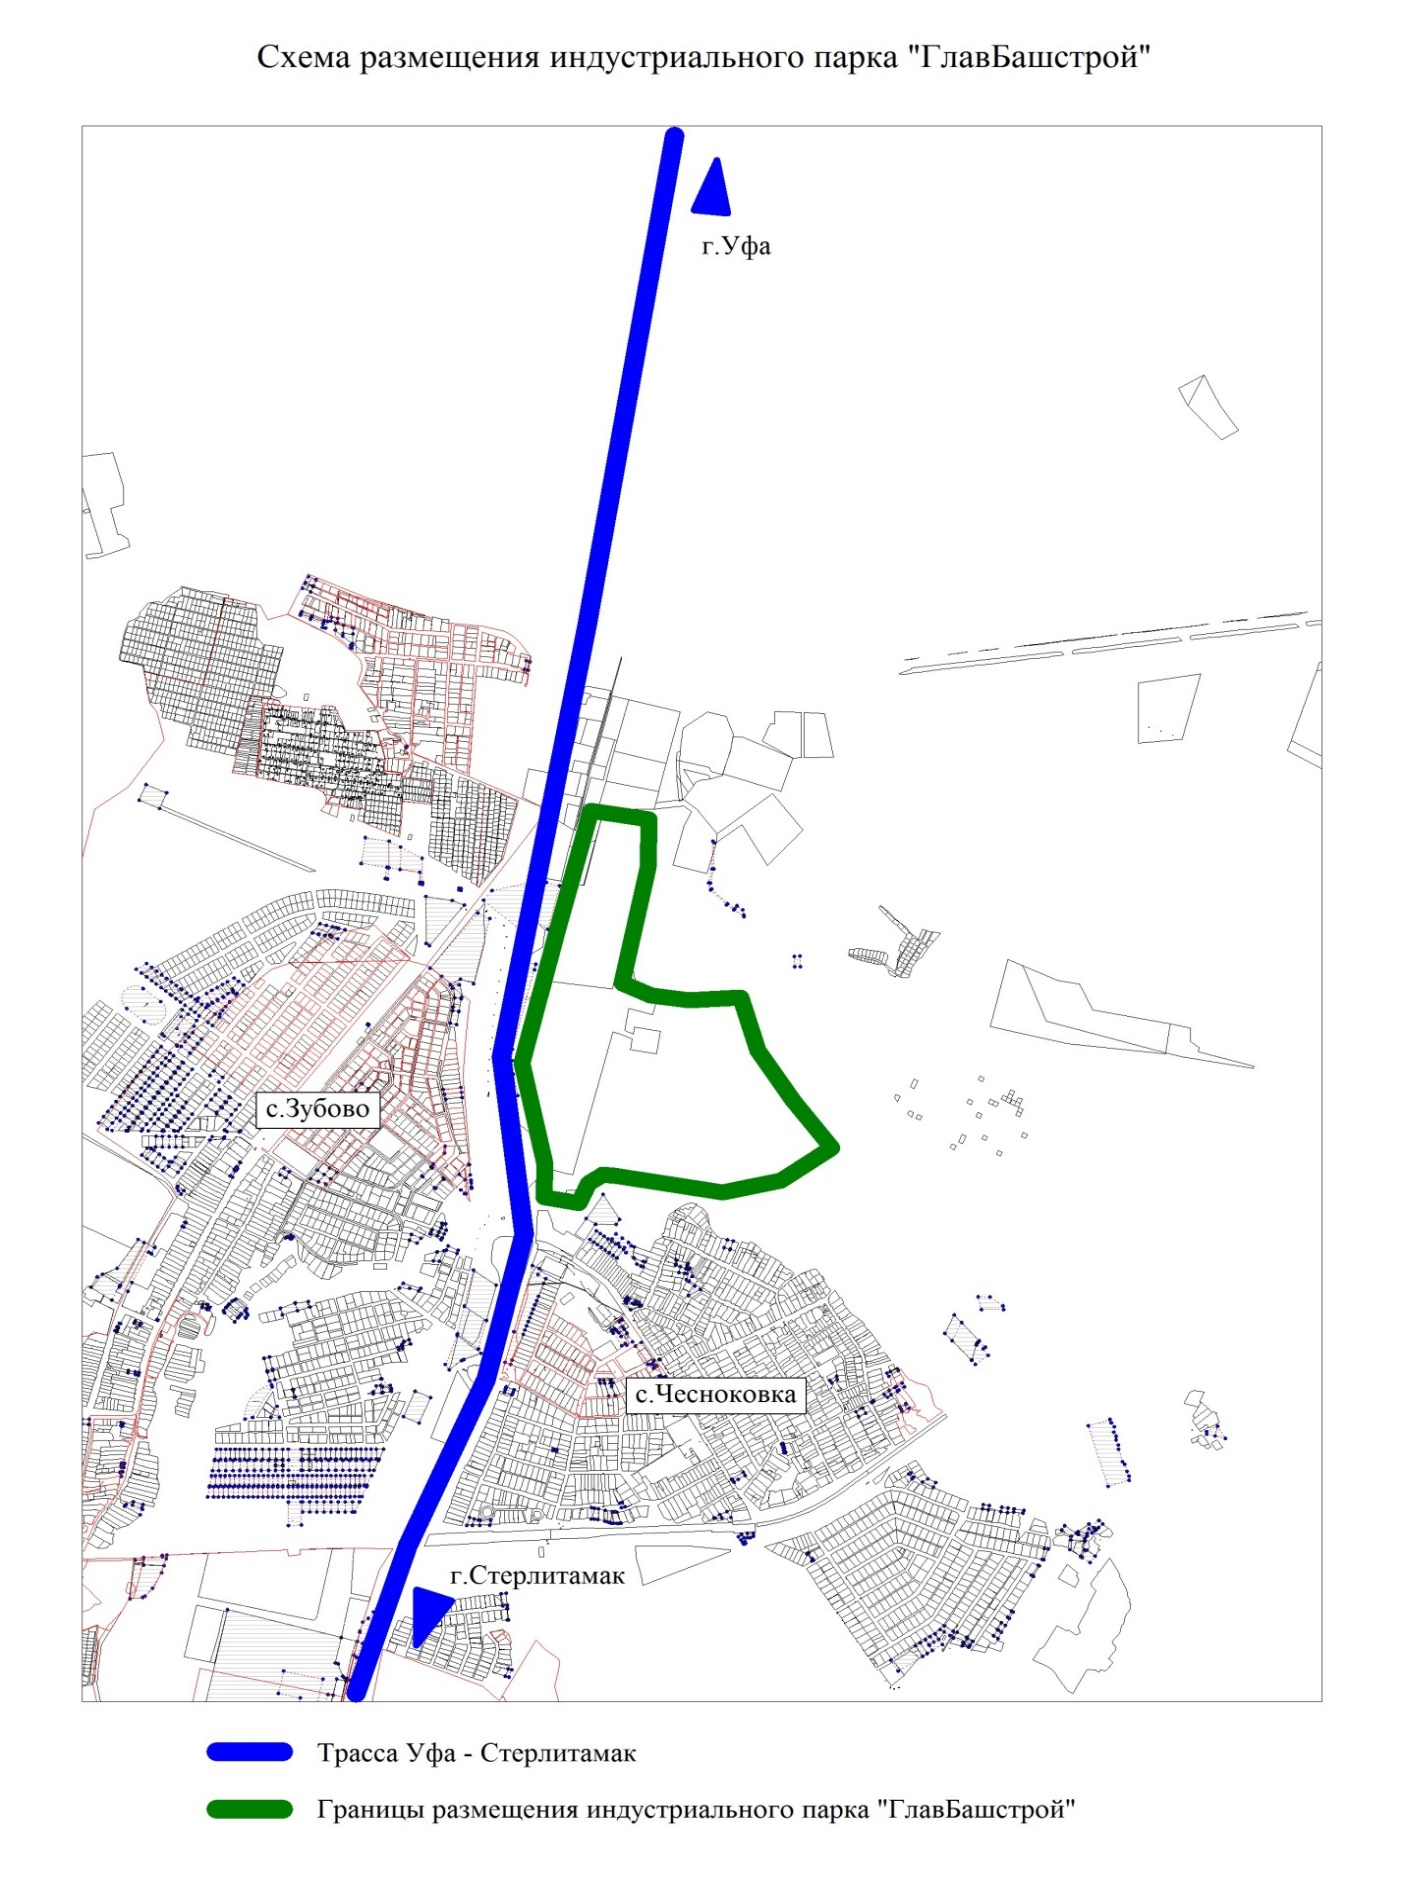 Схема размещения индустриального парка "ГлавБашстрой"
г.Уфа
с.Зубово
с.Чесноковка
г.Стерлитамак
Трасса Уфа - Стерлитамак
Границы размещения индустриального парка "ГлавБашстрой"